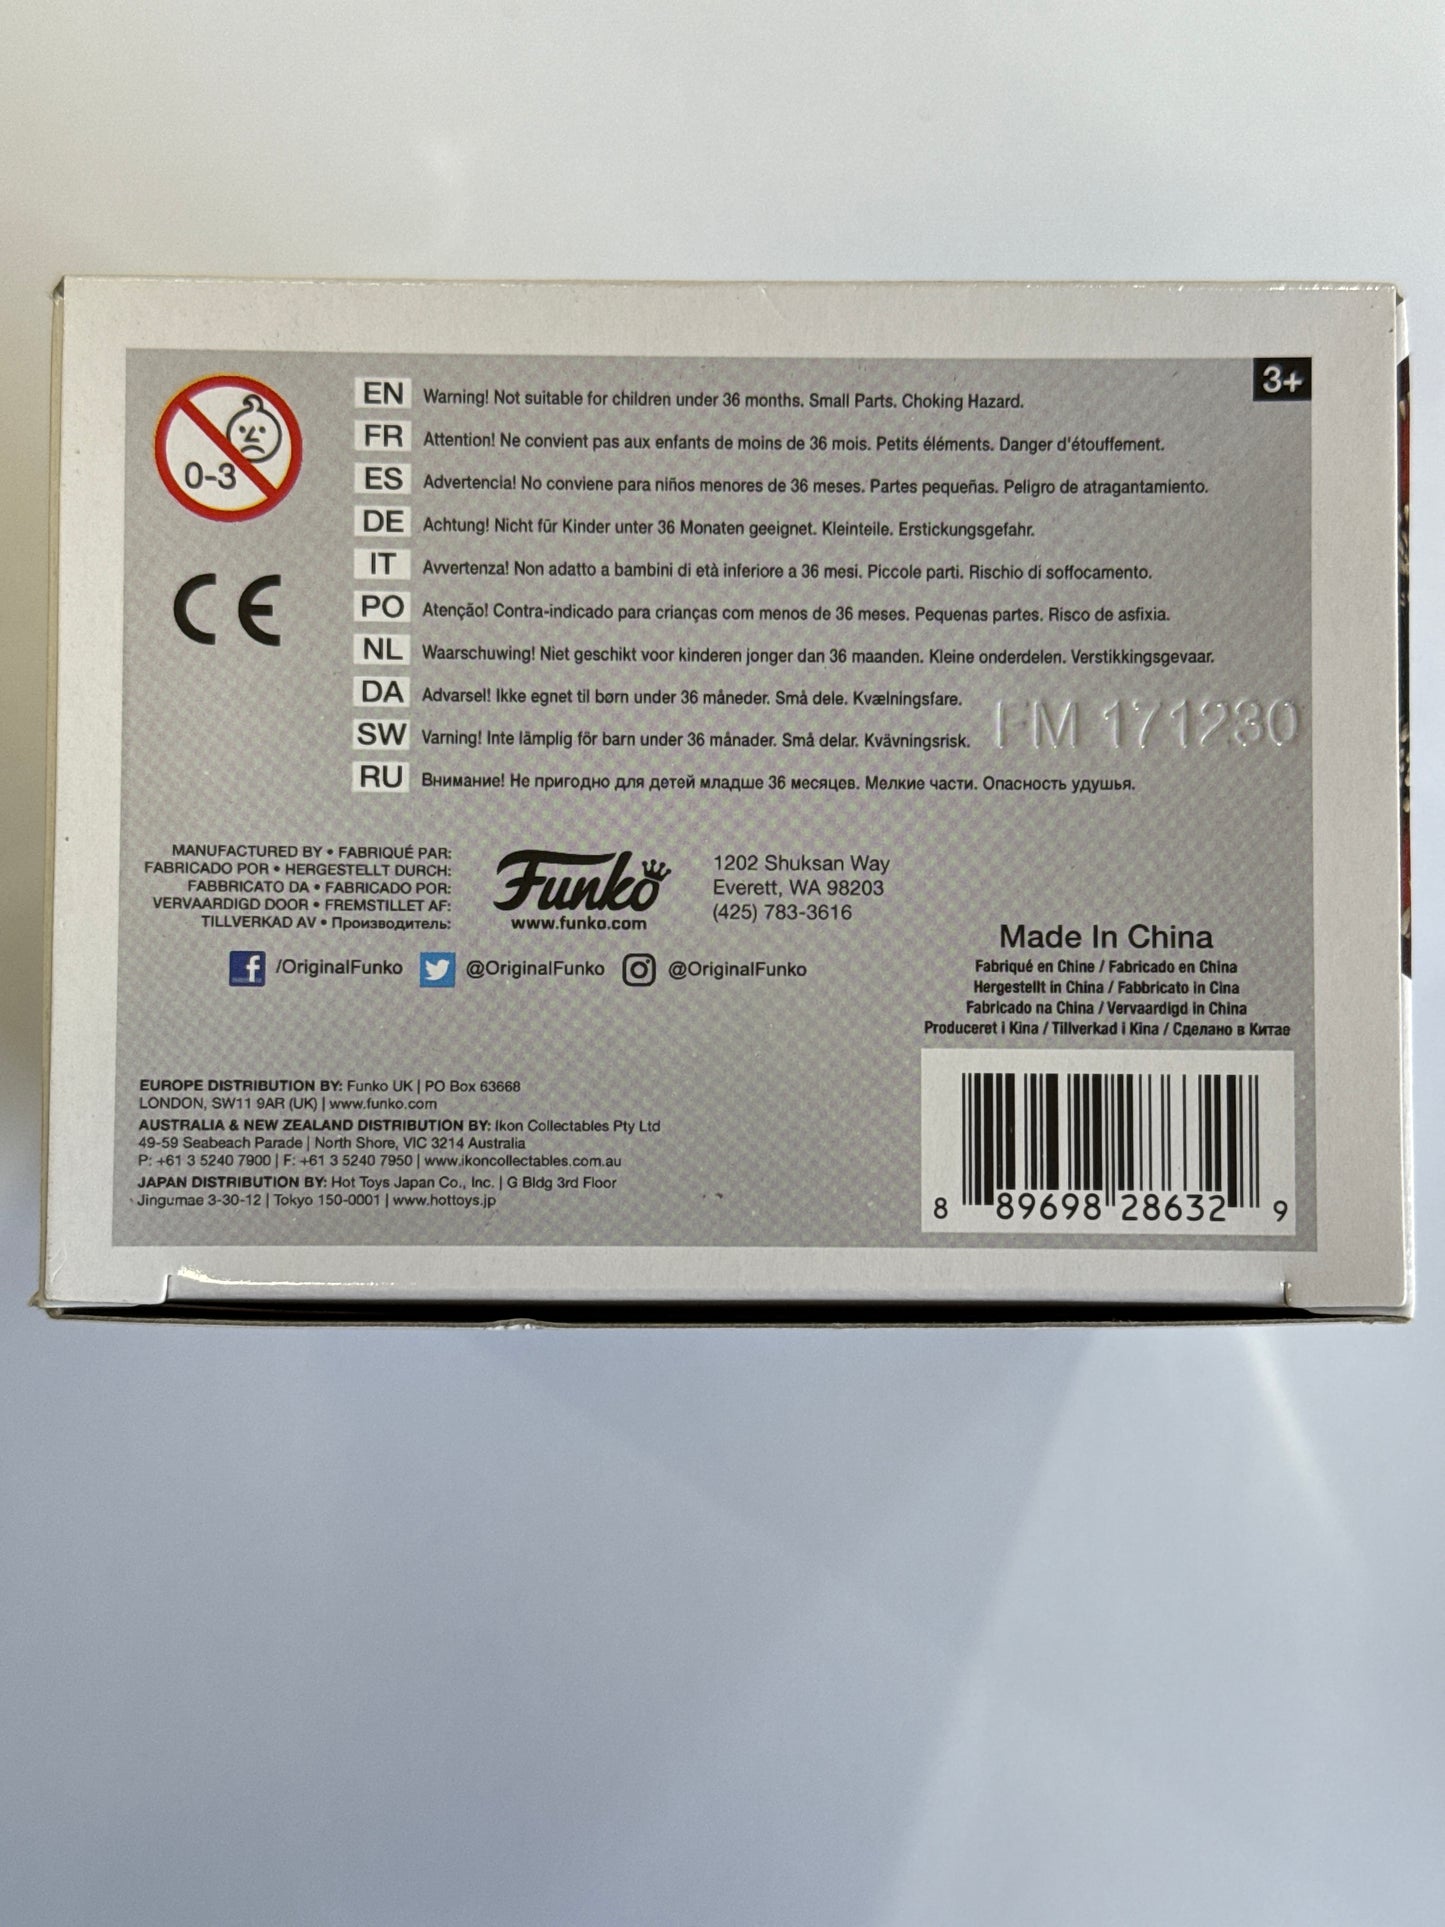 3+
0-3
CE
EN Warning! Not suitable for children under 36 months. Small Parts. Choking Hazard.
FR Attention! Ne convient pas aux enfants de moins de 36 mois. Petits éléments. Danger d'étouffement.
ES Advertencia! No conviene para niños menores de 36 meses. Partes pequeñas. Peligro de atragantamiento.
DE Achtung! Nicht für Kinder unter 36 Monaten geeignet. Kleinteile. Erstickungsgefahr.
IT Avvertenza! Non adatto a bambini di età inferiore a 36 mesi. Piccole parti. Rischio di soffocamento.
PO Atenção! Contra-indicado para crianças com menos de 36 meses. Pequenas partes. Risco de asfixia.
NL Waarschuwing! Niet geschikt voor kinderen jonger dan 36 maanden. Kleine onderdelen. Verstikkingsgevaar.
DA Advarsel! Ikke egnet til børn under 36 måneder. Små dele. Kvælningsfare.
SW Varning! Inte lämplig för barn under 36 månader. Små delar. Kvävningsrisk.
FM 171230
RU Внимание! Не пригодно для детей младше 36 месяцев. Мелкие части. Опасность удушья.
MANUFACTURED BY • FABRIQUÉ PAR:
FABRICADO POR • HERGESTELLT DURCH:
FABBRICATO DA • FABRICADO POR:
VERVAARDIGD DOOR • FREMSTILLET AF:
TILLVERKAD AV • Производитель:
Funko
www.funko.com
1202 Shuksan Way
Everett, WA 98203
(425) 783-3616
/OriginalFunko @OriginalFunko @OriginalFunko
Made In China
Fabriqué en Chine / Fabricado en China
Hergestellt in China / Fabbricato in Cina
Fabricado na China / Vervaardigd in China
Produceret i Kina / Tillverkad i Kina / Сделано в Китае
EUROPE DISTRIBUTION BY: Funko UK | PO Box 63668
LONDON, SW11 9AR (UK) | www.funko.com
AUSTRALIA & NEW ZEALAND DISTRIBUTION BY: Ikon Collectables Pty Ltd
49-59 Seabeach Parade | North Shore, VIC 3214 Australia
P: +61 3 5240 7900 | F: +61 3 5240 7950 | www.ikoncollectables.com.au
JAPAN DISTRIBUTION BY: Hot Toys Japan Co., Inc. | G Bldg 3rd Floor
Jingumae 3-30-12 | Tokyo 150-0001 | www.hottoys.jp
8 89698 28632 9